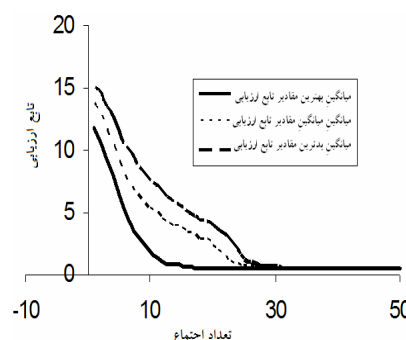 20
15
10
5
0
تابع ارزیابی
میانگین بهترین مقادیر تابع ارزیابی
میانگین میانگین مقادیر تابع ارزیابی
میانگین بدترین مقادیر تابع ارزیابی
-10 10 30 50
تعداد اجتماع